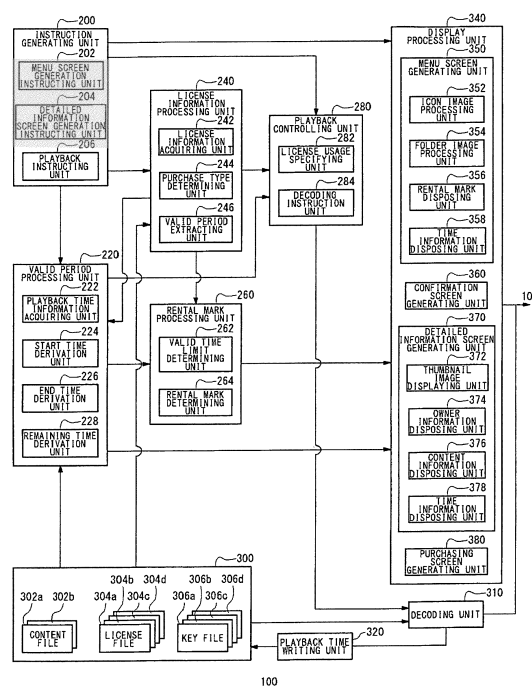 200
INSTRUCTION
GENERATING UNIT
202
MENU SCREEN
GENERATION
INSTRUCTING UNIT
204
DETAILED
INFORMATION
SCREEN GENERATION
INSTRUCTING UNIT
206
PLAYBACK
INSTRUCTING
UNIT
220
VALID PERIOD
PROCESSING UNIT
222
PLAYBACK TIME
INFORMATION
ACQUIRING UNIT
224
START TIME
DERIVATION
UNIT
226
END TIME
DERIVATION
UNIT
228
REMAINING TIME
DERIVATION
UNIT
240
LICENSE
INFORMATION
PROCESSING UNIT
242
LICENSE
INFORMATION
ACQUIRING UNIT
244
PURCHASE TYPE
DETERMINING
UNIT
246
VALID PERIOD
EXTRACTING
UNIT
260
RENTAL MARK
PROCESSING UNIT
262
VALID TIME
LIMIT
DETERMINING UNIT
264
RENTAL MARK
DETERMINING
UNIT
280
PLAYBACK
CONTROLLING UNIT
282
LICENSE USAGE
SPECIFYING
UNIT
284
DECODING
INSTRUCTION
UNIT
340
DISPLAY
PROCESSING UNIT
350
MENU SCREEN
GENERATING UNIT
352
ICON IMAGE
PROCESSING
UNIT
354
FOLDER IMAGE
PROCESSING
UNIT
356
RENTAL MARK
DISPOSING
UNIT
358
TIME
INFORMATION
DISPOSING UNIT
360
CONFIRMATION
SCREEN
GENERATING UNIT
370
DETAILED
INFORMATION SCREEN
GENERATING UNIT
372
THUMBNAIL
IMAGE
DISPLAYING UNIT
374
OWNER
INFORMATION
DISPOSING UNIT
376
CONTENT
INFORMATION
DISPOSING UNIT
378
TIME
INFORMATION
DISPOSING UNIT
380
PURCHASING
SCREEN
GENERATING UNIT
10
300
302a 302b
CONTENT
FILE
304a 304b 304c 304d
LICENSE
FILE
306a 306b 306c 306d
KEY FILE
310
DECODING UNIT
320
PLAYBACK TIME
WRITING UNIT
100